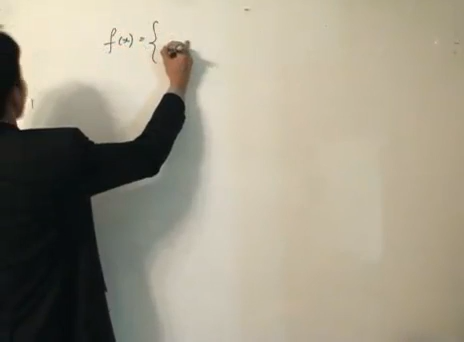 f(x) = {